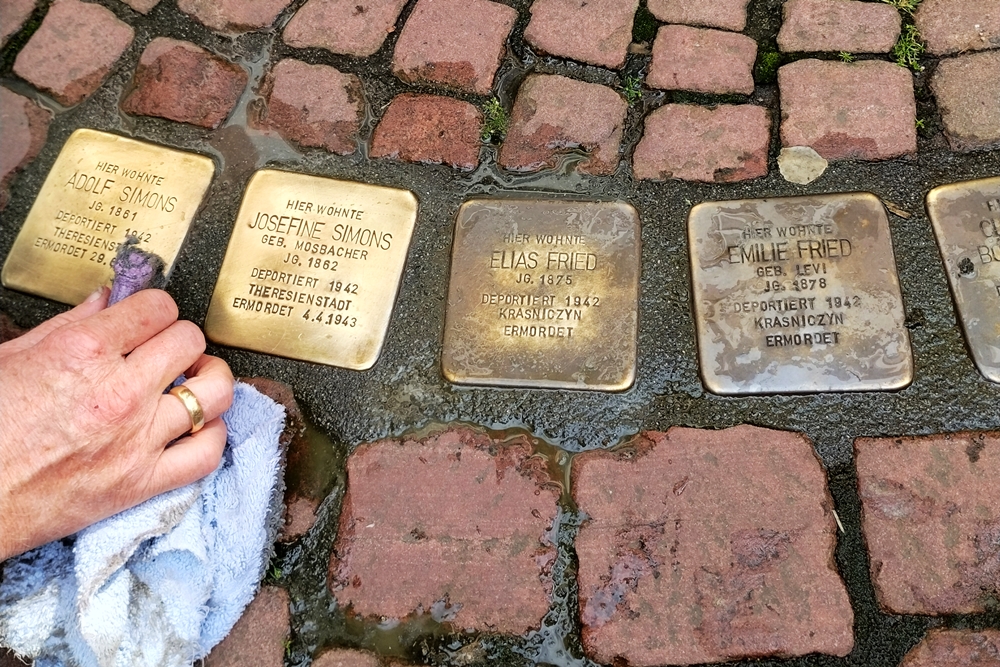 HIER WOHNTE
ADOLF SIMONS
JG. 1861
DEPORTIERT 1942
ERMORDET 29.
HIER WOHNTE
JOSEFINE SIMONS
GEB. MOSBACHER
JG. 1862
DEPORTIERT 1942
THERESIENSTADT
ERMORDET 4.4.1943
HIER WOHNTE
ELIAS FRIED
JG. 1875
DEPORTIERT 1942
KRASNICZYN
ERMORDET
HIER WOHNTE
EMILIE FRIED
GEB. LEVI
JG. 1878
DEPORTIERT 1942
KRASNICZYN
ERMORDET